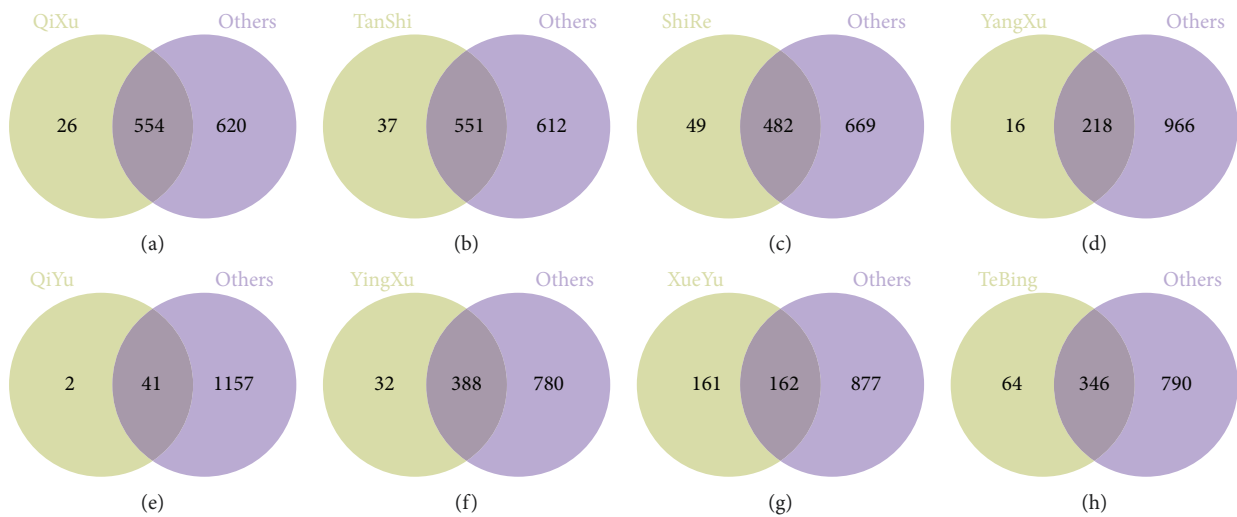 QiXu Others TanShi Others ShiRe Others YangXu Others
26 554 620 37 551 612 49 482 669 16 218 966
(a) (b) (c) (d)
QiYu Others YingXu Others XueYu Others TeBing Others
2 41 1157 32 388 780 161 162 877 64 346 790
(e) (f) (g) (h)